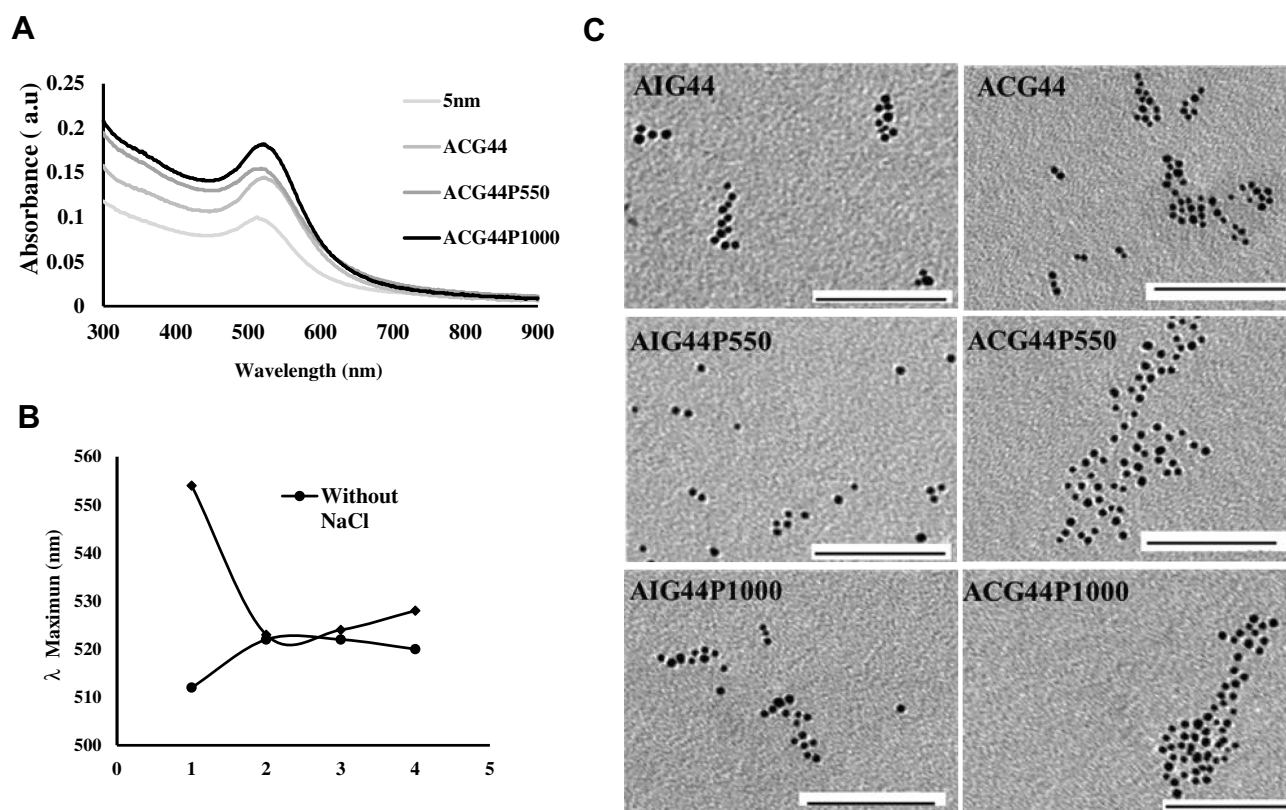 A
Absorbance ( a.u)
0.25
0.2
0.15
0.1
0.05
0
300 400 500 600 700 800 900
Wavelength (nm)
5nm
ACG44
ACG44P550
ACG44P1000
B
λ Maximun (nm)
560
550
540
530
520
510
500
0 1 2 3 4 5
Without
NaCl
C
AIG44
ACG44
AIG44P550
ACG44P550
AIG44P1000
ACG44P1000